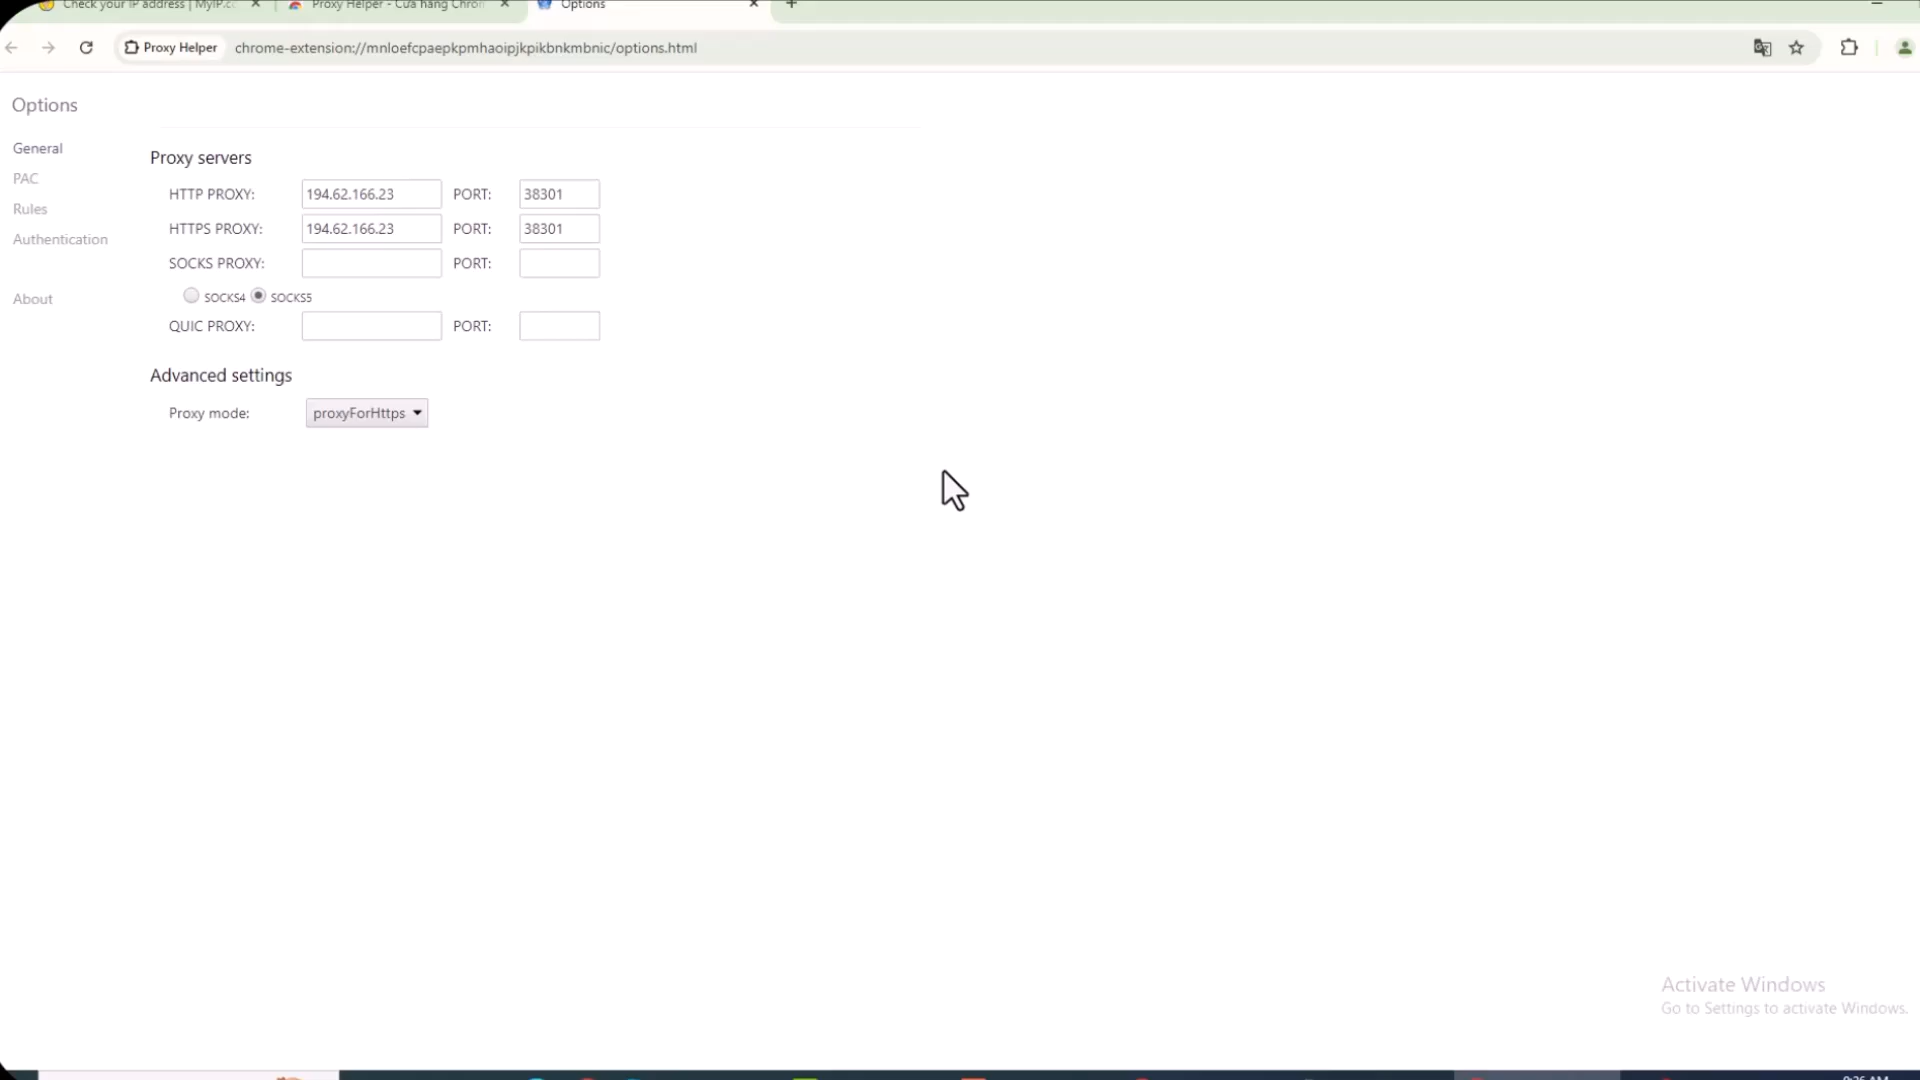 Check your IP address | MyIP.co
Proxy Helper - Cửa hàng Chrom
Options
Proxy Helper
chrome-extension://mnloefcpaepkpmhaoipjkpikbnkmbnic/options.html
Options
General
PAC
Rules
Authentication
About
Proxy servers
HTTP PROXY: 194.62.166.23 PORT: 38301
HTTPS PROXY: 194.62.166.23 PORT: 38301
SOCKS PROXY: PORT:
SOCKS4 SOCKS5
QUIC PROXY: PORT:
Advanced settings
Proxy mode: proxyForHttps
Activate Windows
Go to Settings to activate Windows.